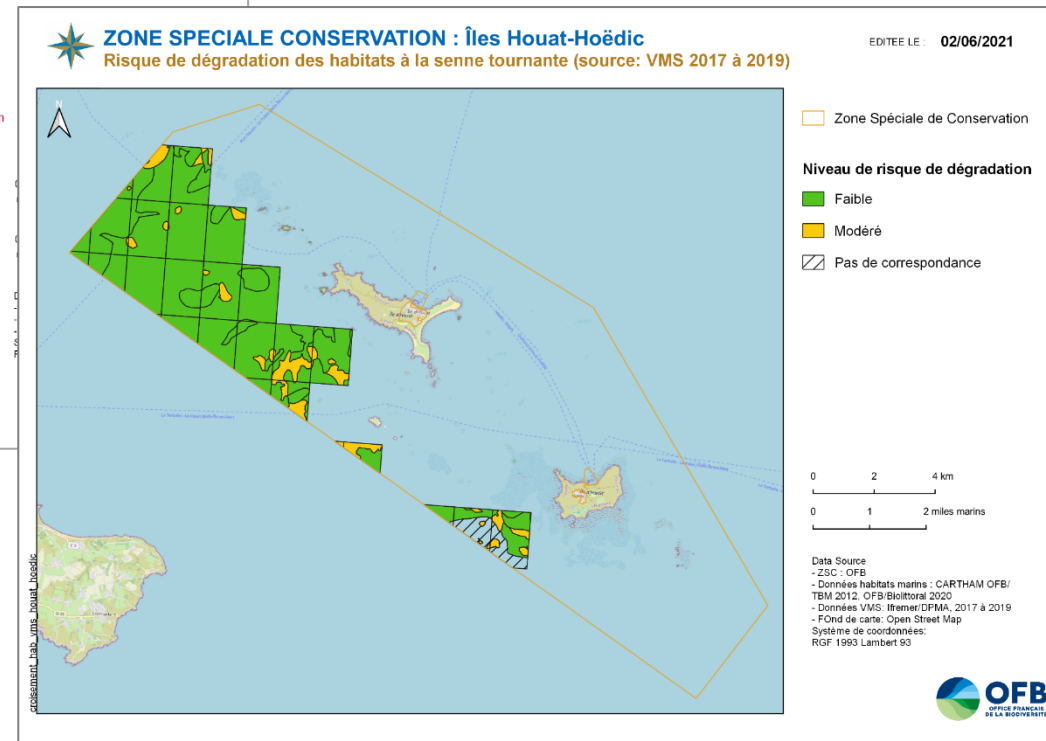 ZONE SPECIALE CONSERVATION : Îles Houat-Hoëdic
Risque de dégradation des habitats à la senne tournante (source: VMS 2017 à 2019)
EDITEE LE : 02/06/2021
N
Zone Spéciale de Conservation
Niveau de risque de dégradation
Faible
Modéré
Pas de correspondance
0 2 4 km
0 1 2 miles marins
Data Source
- ZSC : OFB
- Données habitats marins : CARTHAM OFB/
TBM 2012, OFB/Biolittoral 2020
- Données VMS: Ifremer/DPMA, 2017 à 2019
- FOnd de carte: Open Street Map
Système de coordonnées:
RGF 1993 Lambert 93
croisement_hab_vms_houat_hoedic
OFB
OFFICE FRANÇAIS
DE LA BIODIVERSITÉ